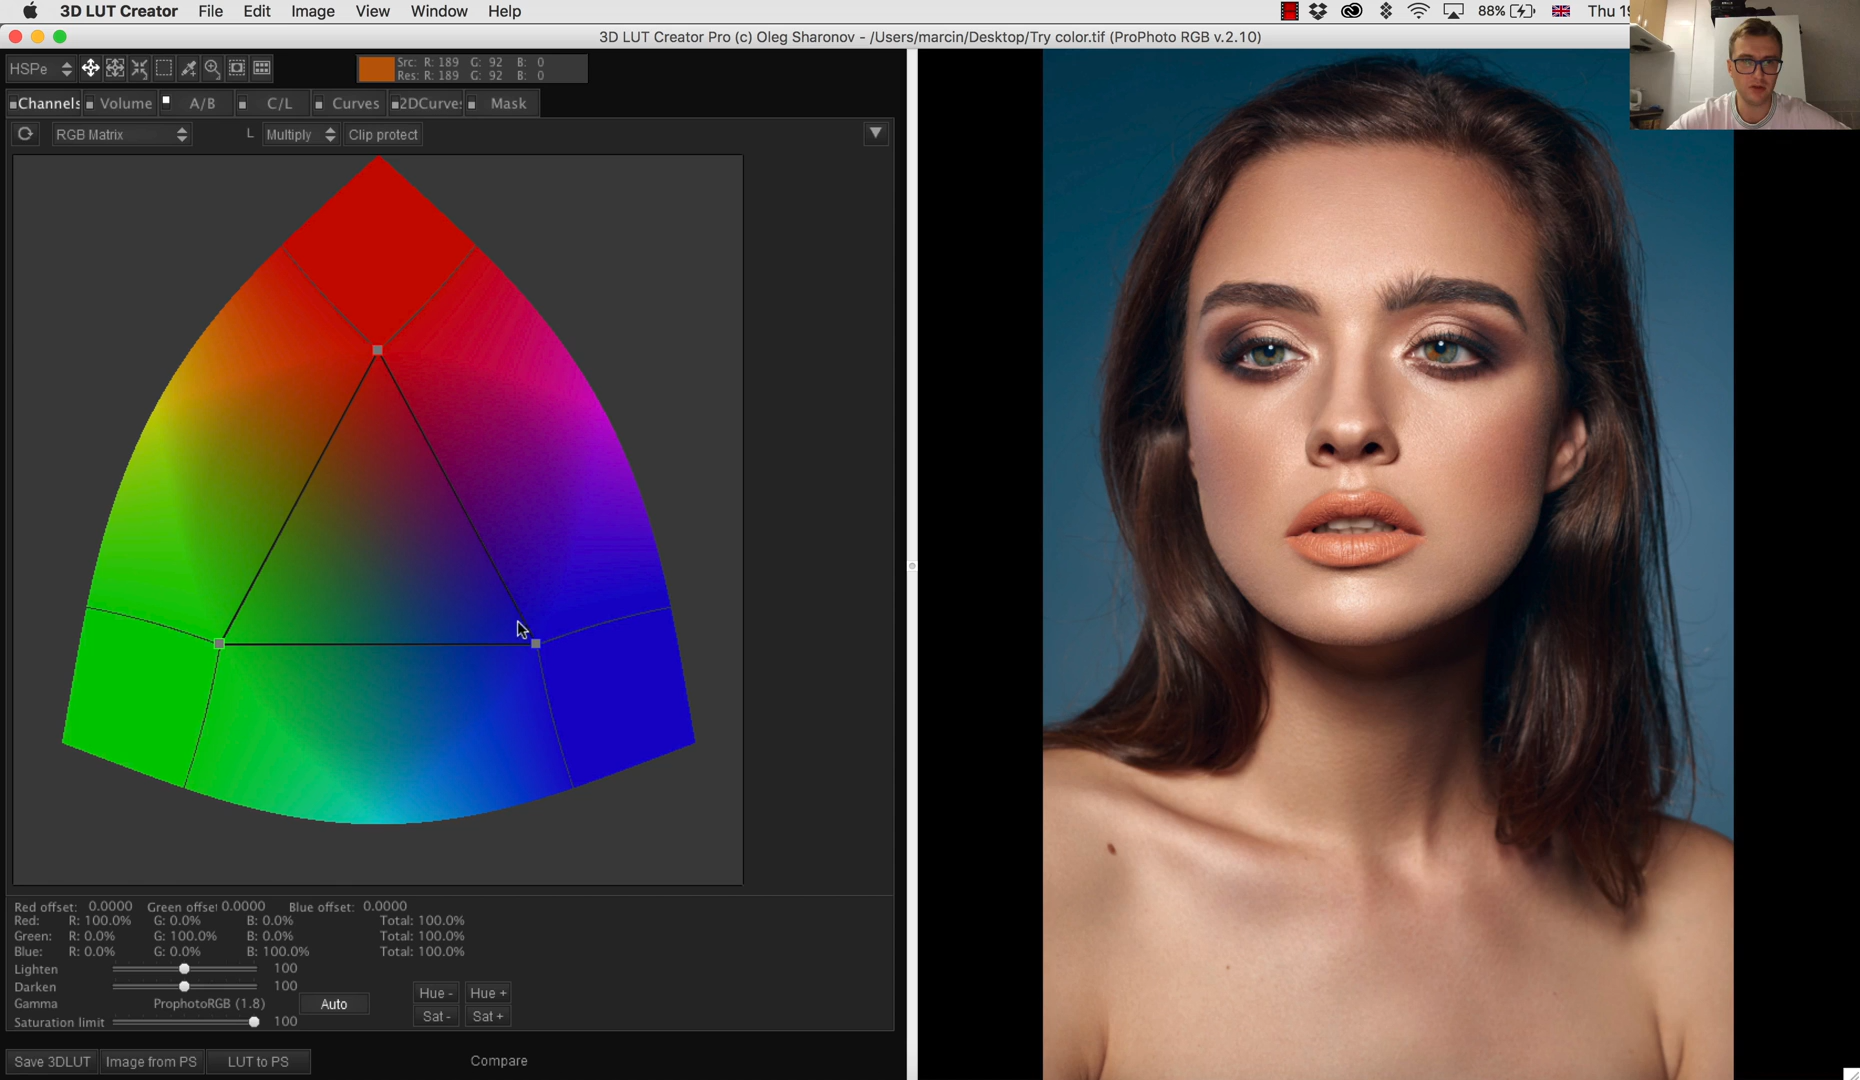 3D LUT Creator File Edit Image View Window Help 88% Thu 19
3D LUT Creator Pro (c) Oleg Sharonov - /Users/marcin/Desktop/Try color.tif (ProPhoto RGB v.2.10)
HSPe
Src: R: 189 G: 92 B: 0
Res: R: 189 G: 92 B: 0
Channels Volume A/B C/L Curves 2DCurves Mask
RGB Matrix L Multiply Clip protect
Red offset: 0.0000 Green offset 0.0000 Blue offset: 0.0000
Red: R: 100.0% G: 0.0% B: 0.0% Total: 100.0%
Green: R: 0.0% G: 100.0% B: 0.0% Total: 100.0%
Blue: R: 0.0% G: 0.0% B: 100.0% Total: 100.0%
Lighten 100
Darken 100
Gamma ProphotoRGB (1.8) Auto
Hue - Hue +
Saturation limit 100
Sat - Sat +
Save 3DLUT Image from PS LUT to PS Compare